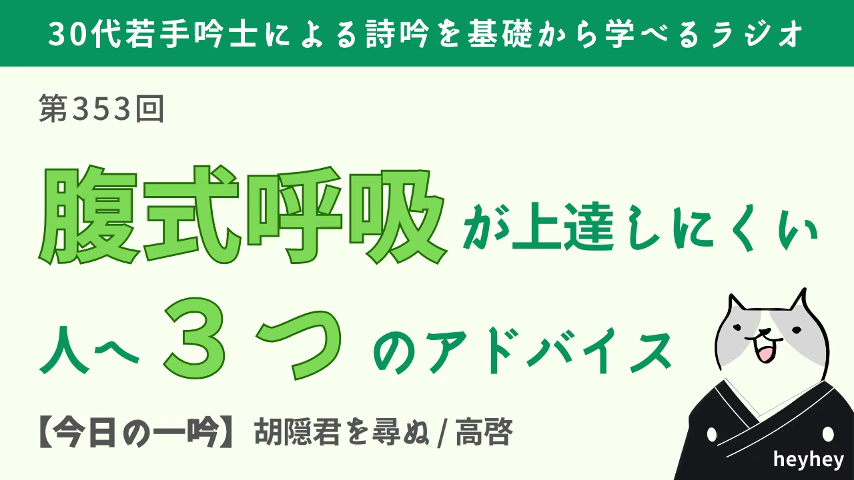 30代若手吟士による詩吟を基礎から学べるラジオ
第353回
腹式呼吸が上達しにくい
人へ3つのアドバイス
【今日の一吟】胡隠君を尋ぬ / 高啓
heyhey